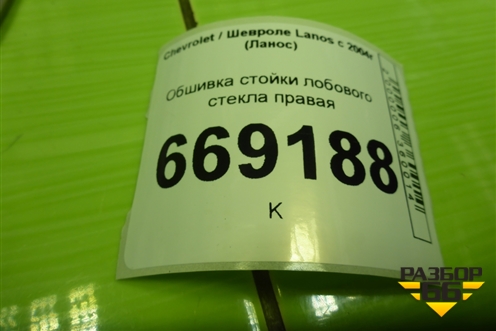 Chevrolet / Шевроле Lanos с 2004г
(Ланос)
Обшивка стойки лобового
стекла правая
669188
К
РАЗБОР
66